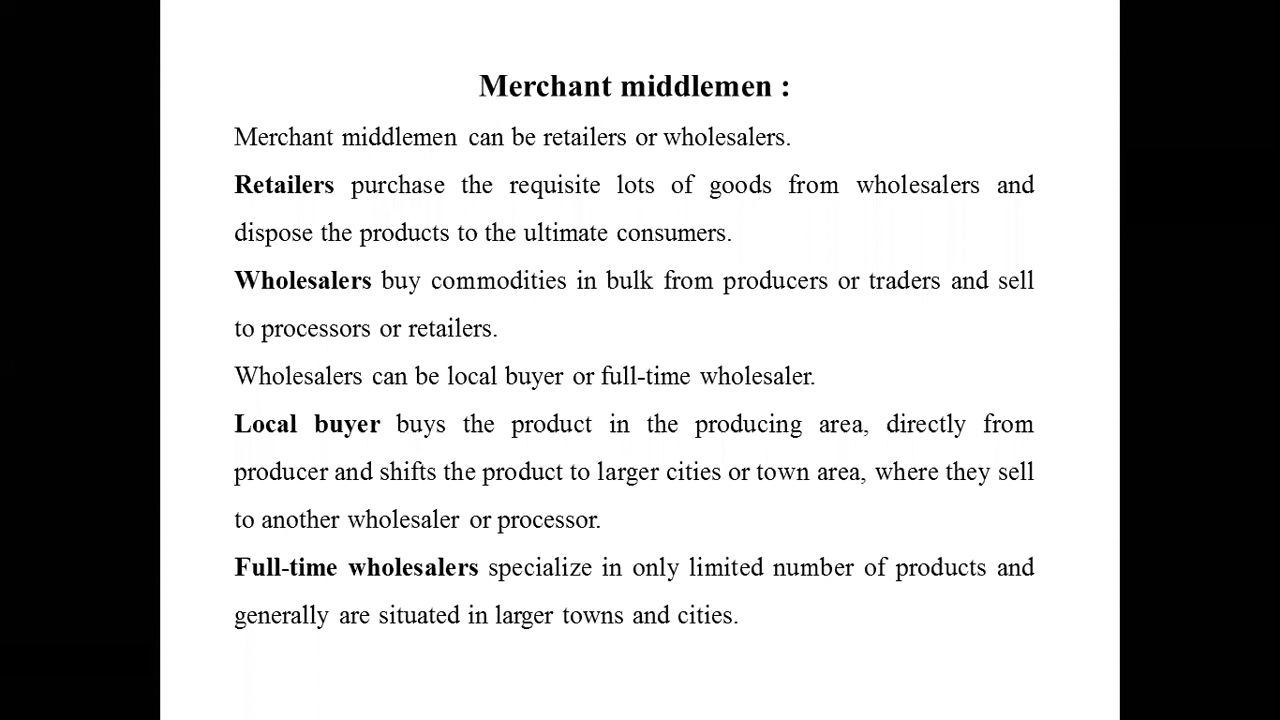 Merchant middlemen :
Merchant middlemen can be retailers or wholesalers.
Retailers purchase the requisite lots of goods from wholesalers and
dispose the products to the ultimate consumers.
Wholesalers buy commodities in bulk from producers or traders and sell
to processors or retailers.
Wholesalers can be local buyer or full-time wholesaler.
Local buyer buys the product in the producing area, directly from
producer and shifts the product to larger cities or town area, where they sell
to another wholesaler or processor.
Full-time wholesalers specialize in only limited number of products and
generally are situated in larger towns and cities.